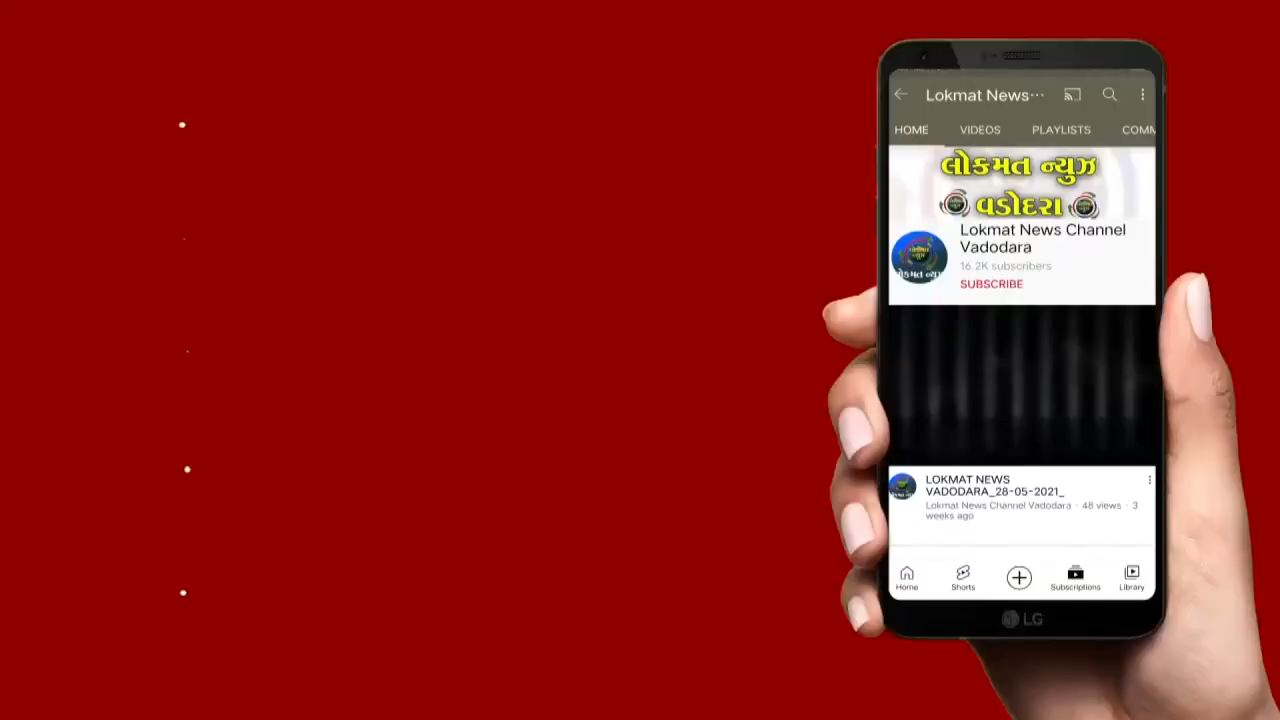 Lokmat News...
HOME VIDEOS PLAYLISTS COMM
લોકમત ન્યુઝ
વડોદરા
Lokmat News Channel
Vadodara
16.2K subscribers
SUBSCRIBE
LOKMAT NEWS
VADODARA_28-05-2021_
Lokmat News Channel Vadodara · 48 views · 3
weeks ago
Home Shorts Subscriptions Library
LG